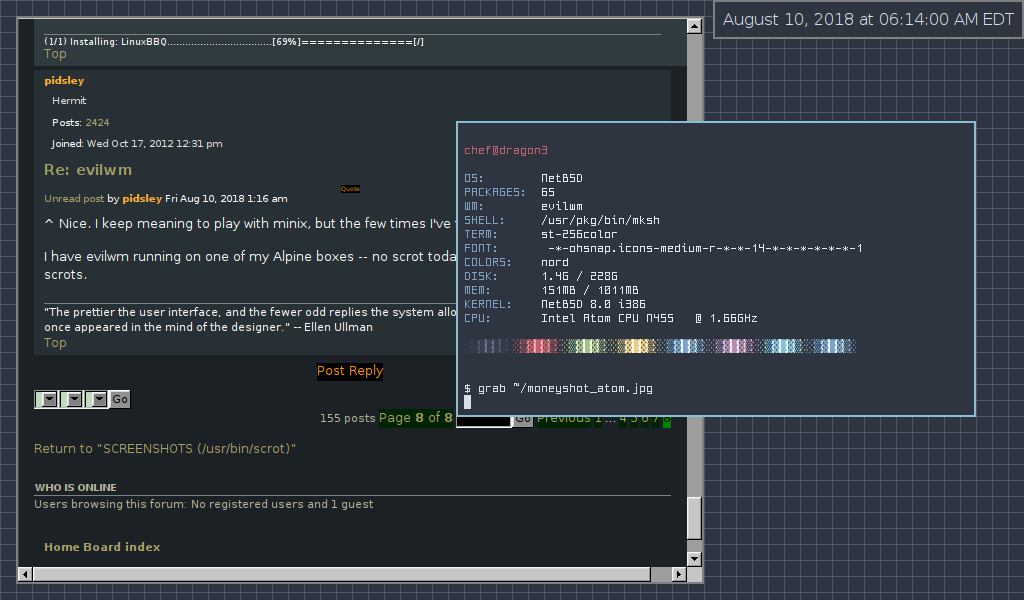 August 10, 2018 at 06:14:00 AM EDT
(1/1) Installing: LinuxBBQ..................................[69%]==============[/]
Top
pidsley
Hermit
Posts: 2424
Joined: Wed Oct 17, 2012 12:31 pm
Re: evilwm
Quote
Unread post by pidsley Fri Aug 10, 2018 1:16 am
^ Nice. I keep meaning to play with minix, but the few times I've
I have evilwm running on one of my Alpine boxes -- no scrot toda
scrots.
"The prettier the user interface, and the fewer odd replies the system allo
once appeared in the mind of the designer." -- Ellen Ullman
Top
Post Reply
Go
155 posts Page 8 of 8 Go Previous 1 ... 4 5 6 7 8
Return to "SCREENSHOTS (/usr/bin/scrot)"
WHO IS ONLINE
Users browsing this forum: No registered users and 1 guest
Home Board index
chef@dragon3
OS: NetBSD
PACKAGES: 65
WM: evilwm
SHELL: /usr/pkg/bin/mksh
TERM: st-256color
FONT: -*-ohsnap.icons-medium-r-*-*-14-*-*-*-*-*-*-1
COLORS: nord
DISK: 1.4G / 228G
MEM: 151MB / 1011MB
KERNEL: NetBSD 8.0 i386
CPU: Intel Atom CPU N455 @ 1.66GHz
$ grab ~/moneyshot_atom.jpg